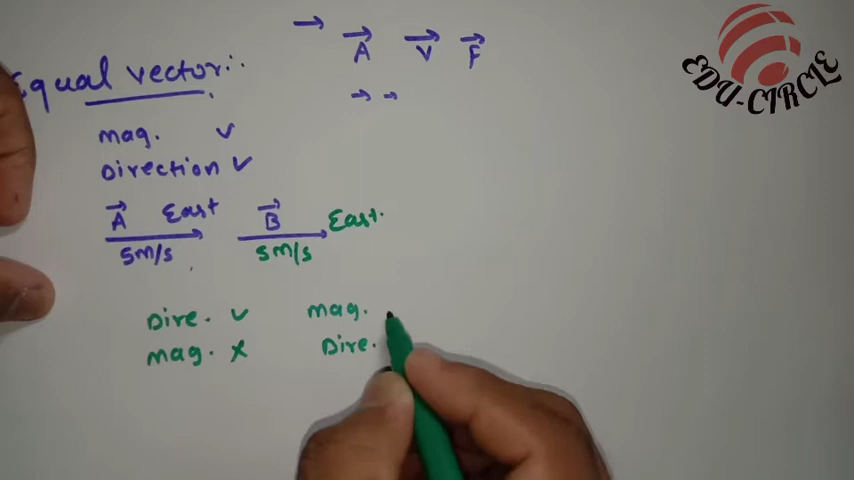 A V F
Equal vector:
mag. ✓
Direction ✓
A East B East.
5M/s 5M/s
Dire. ✓ mag.
mag. ✗ Dire.
EDU-CIRCLE